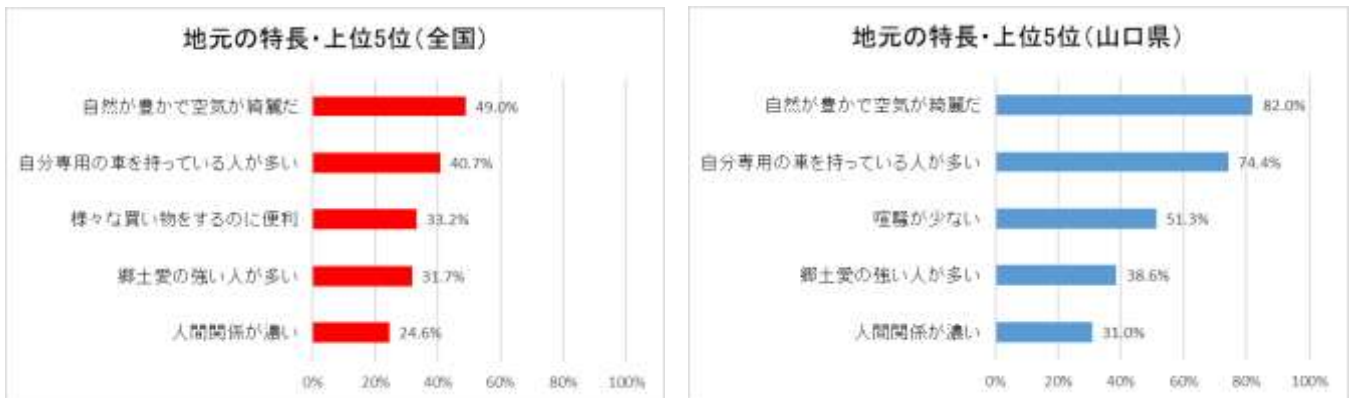 地元の特長・上位5位(全国)
自然が豊かで空気が綺麗だ
49.0%
自分専用の車を持っている人が多い
40.7%
様々な買い物をするのに便利
33.2%
郷土愛の強い人が多い
31.7%
人間関係が濃い
24.6%
0% 20% 40% 60% 80% 100%
地元の特長・上位5位(山口県)
自然が豊かで空気が綺麗だ
82.0%
自分専用の車を持っている人が多い
74.4%
喧騒が少ない
51.3%
郷土愛の強い人が多い
38.6%
人間関係が濃い
31.0%
0% 20% 40% 60% 80% 100%